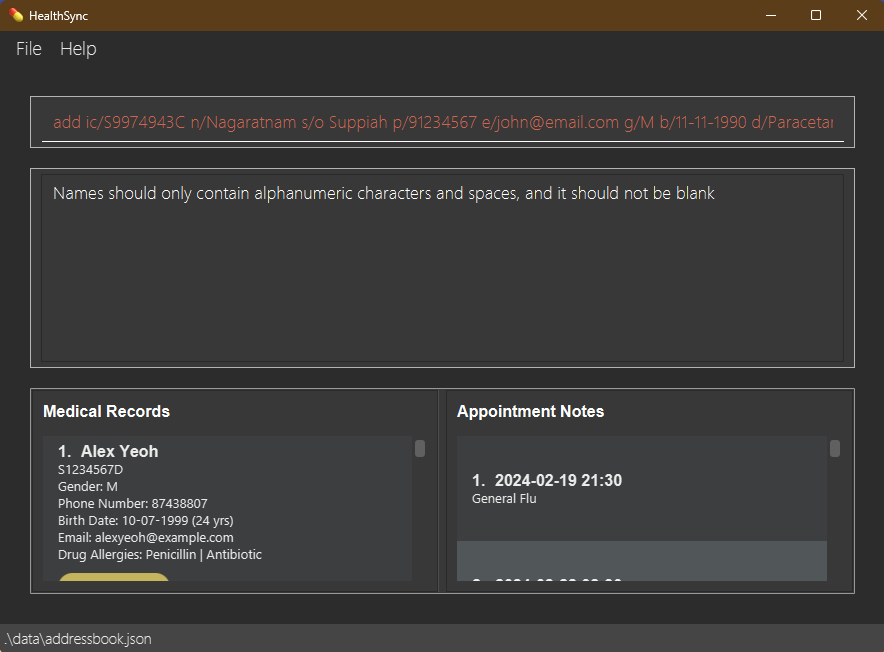 HealthSync
File Help
add ic/S9974943C n/Nagaratnam s/o Suppiah p/91234567 e/john@email.com g/M b/11-11-1990 d/Paracetar
Names should only contain alphanumeric characters and spaces, and it should not be blank
Medical Records
1. Alex Yeoh
S1234567D
Gender: M
Phone Number: 87438807
Birth Date: 10-07-1999 (24 yrs)
Email: alexyeoh@example.com
Drug Allergies: Penicillin | Antibiotic
Appointment Notes
1. 2024-02-19 21:30
General Flu
.\data\addressbook.json